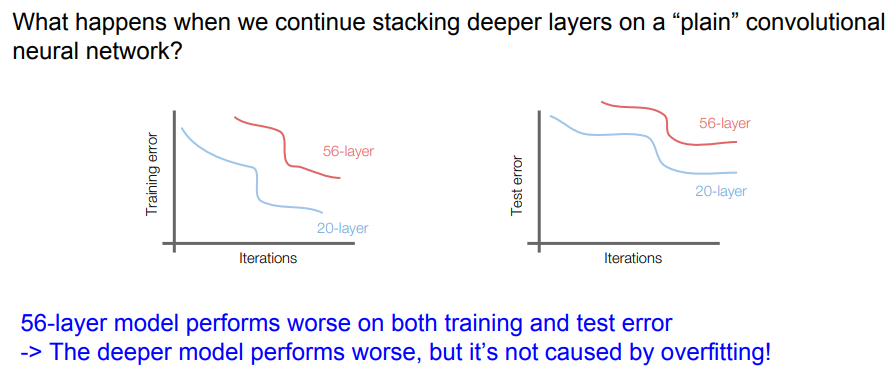 What happens when we continue stacking deeper layers on a “plain” convolutional
neural network?
Training error
56-layer
20-layer
Iterations
Test error
56-layer
20-layer
Iterations
56-layer model performs worse on both training and test error
-> The deeper model performs worse, but it’s not caused by overfitting!